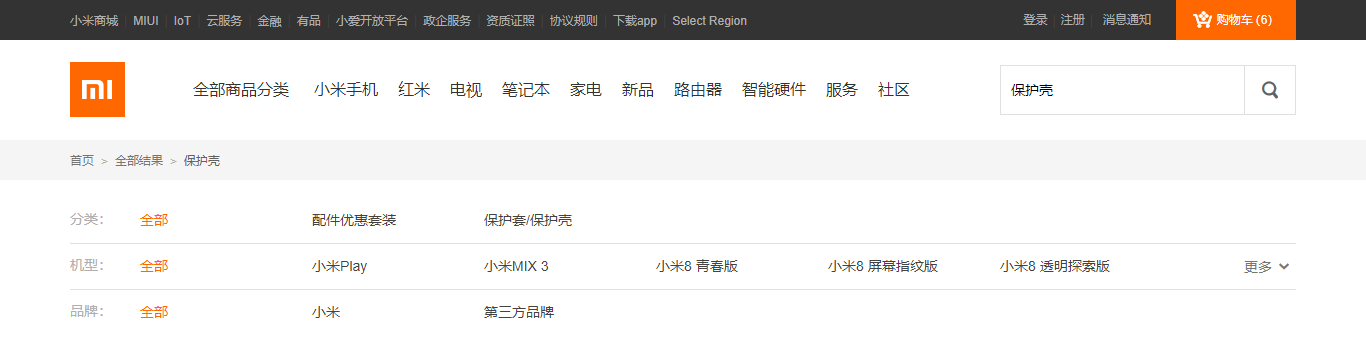 小米商城 MIUI IoT 云服务 金融 有品 小爱开放平台 政企服务 资质证照 协议规则 下载app Select Region 登录 注册 消息通知 购物车 (6)
全部商品分类 小米手机 红米 电视 笔记本 家电 新品 路由器 智能硬件 服务 社区 保护壳
首页 > 全部结果 > 保护壳
分类： 全部 配件优惠套装 保护套/保护壳
机型： 全部 小米Play 小米MIX 3 小米8 青春版 小米8 屏幕指纹版 小米8 透明探索版 更多
品牌： 全部 小米 第三方品牌